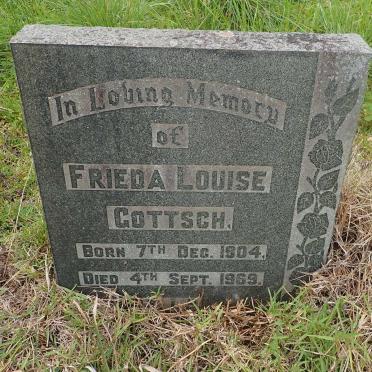 In Loving Memory
of
FRIEDA LOUISE
GOTTSCH.
BORN 7TH DEC. 1904.
DIED 4TH SEPT. 1969.